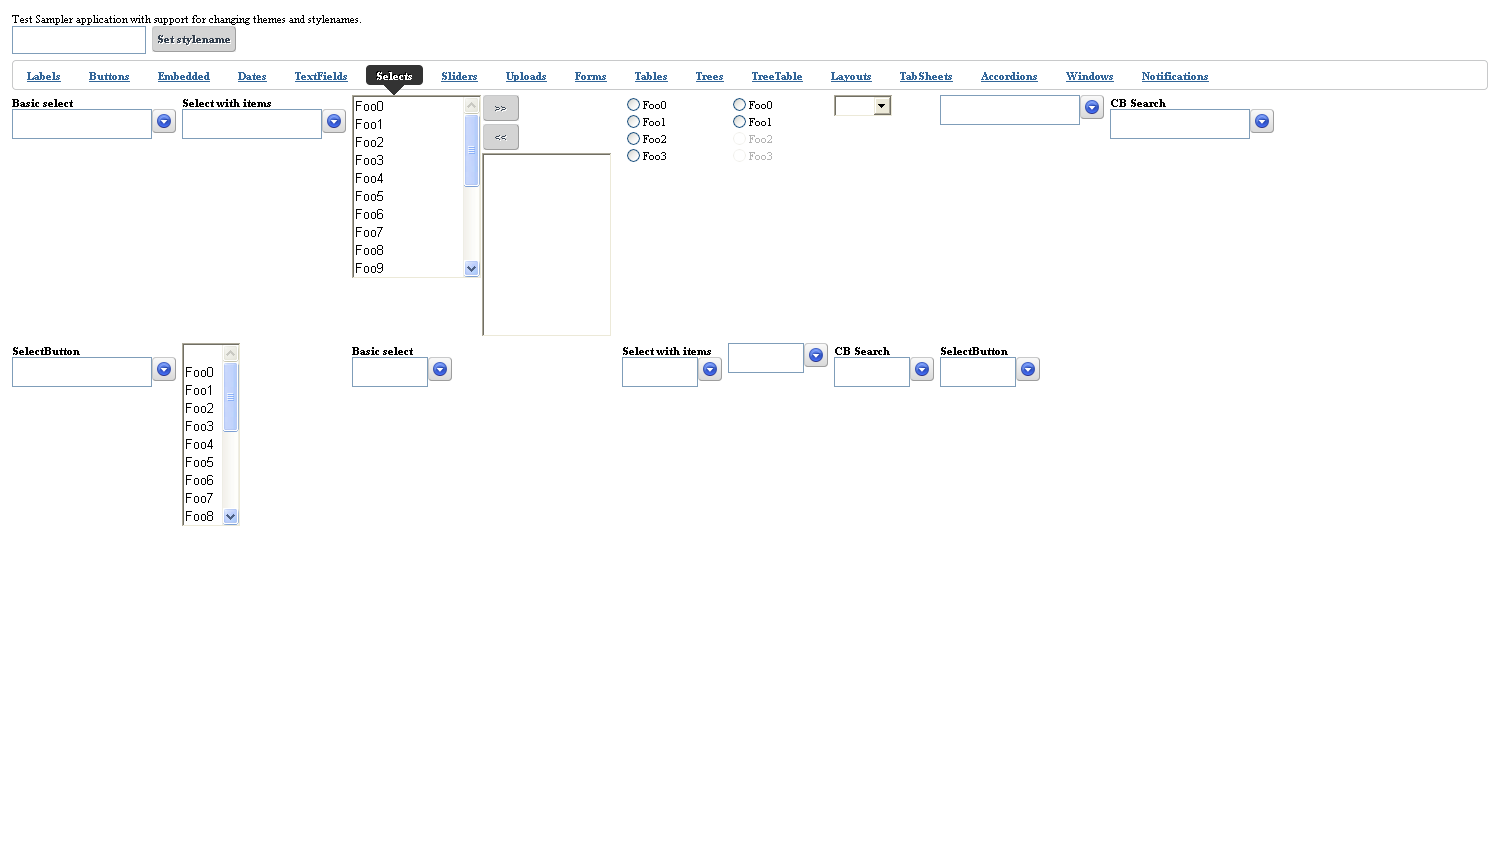 Test Sampler application with support for changing themes and stylenames.
Set stylename
Labels Buttons Embedded Dates TextFields Selects Sliders Uploads Forms Tables Trees TreeTable Layouts TabSheets Accordions Windows Notifications
Basic select
Select with items
Foo0
Foo1
Foo2
Foo3
Foo4
Foo5
Foo6
Foo7
Foo8
Foo9
>>
<<
Foo0
Foo1
Foo2
Foo3
Foo0
Foo1
Foo2
Foo3
CB Search
SelectButton
Foo0
Foo1
Foo2
Foo3
Foo4
Foo5
Foo6
Foo7
Foo8
Basic select
Select with items
CB Search
SelectButton